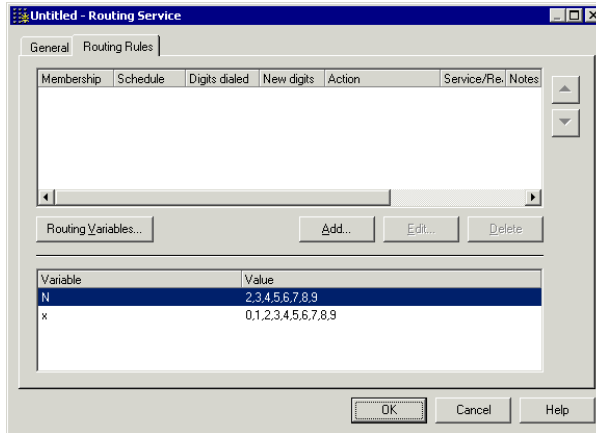 Untitled - Routing Service
General Routing Rules
Membership Schedule Digits dialed New digits Action Service/Re. Notes
Routing Variables... Add... Edit... Delete
Variable Value
N 2,3,4,5,6,7,8,9
x 0,1,2,3,4,5,6,7,8,9
OK Cancel Help